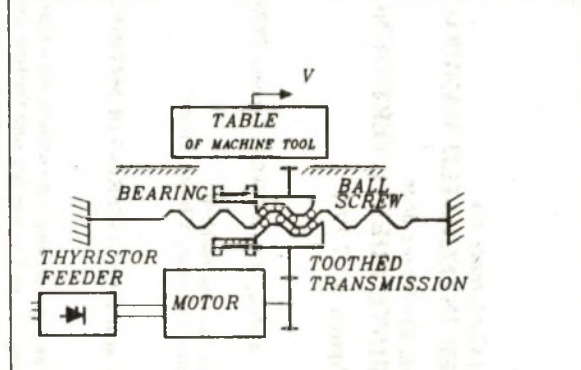 V
TABLE
OF MACHINE TOOL
BEARING
BALL
SCREW
THYRISTOR
FEEDER
TOOTHED
TRANSMISSION
MOTOR